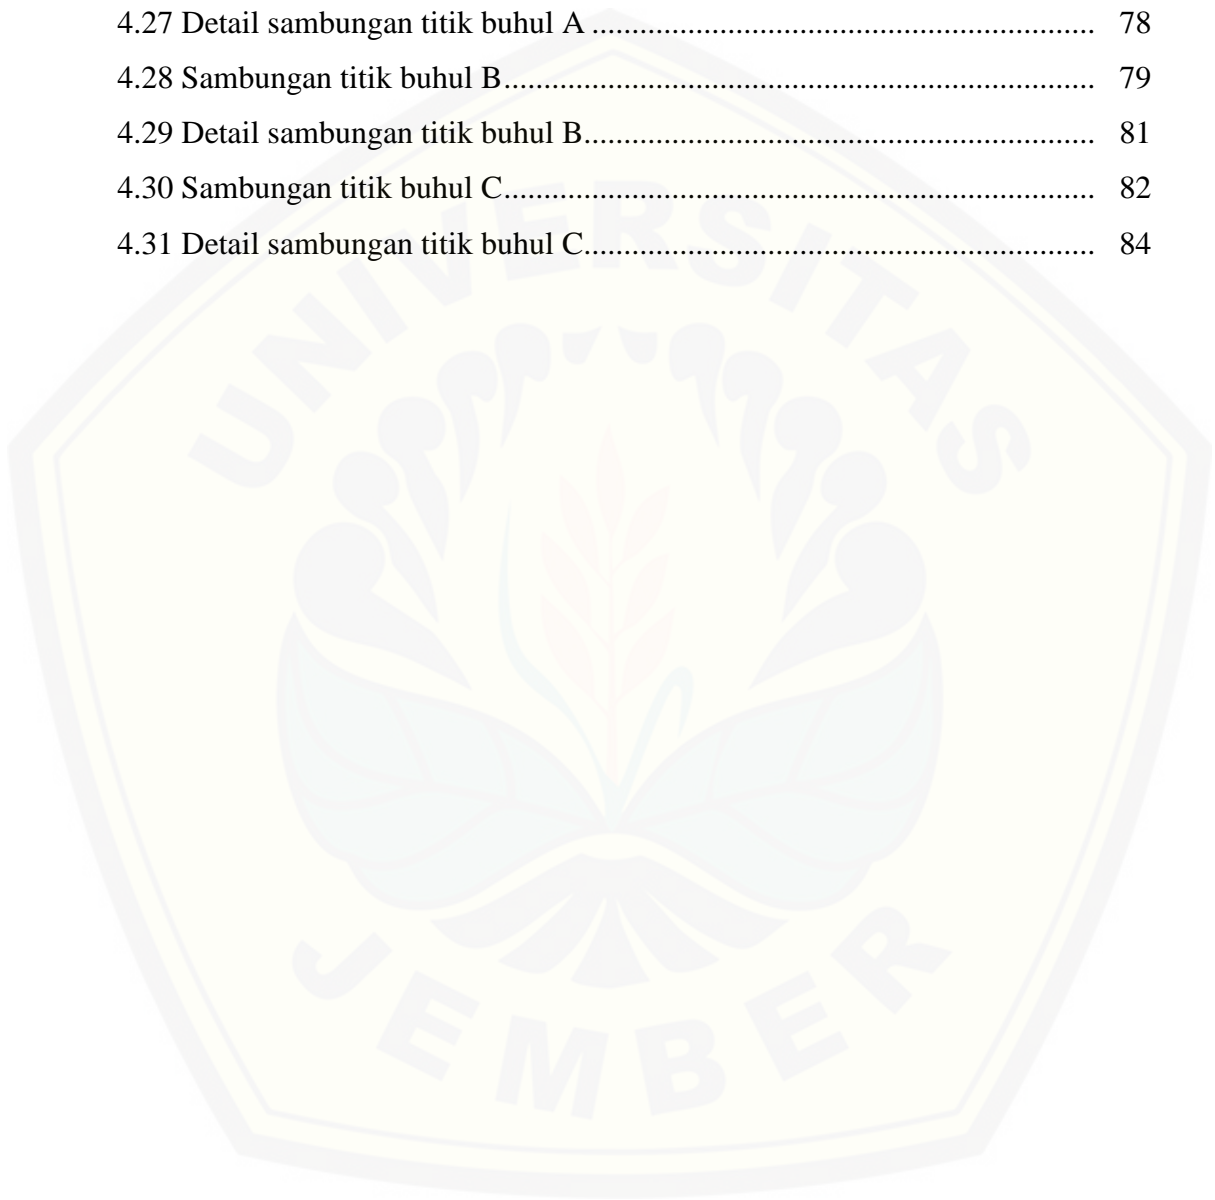 4.27 Detail sambungan titik buhul A ............................................................... 78
4.28 Sambungan titik buhul B.......................................................................... 79
4.29 Detail sambungan titik buhul B................................................................ 81
4.30 Sambungan titik buhul C.......................................................................... 82
4.31 Detail sambungan titik buhul C................................................................ 84
UNIVERSITAS
JEMBER